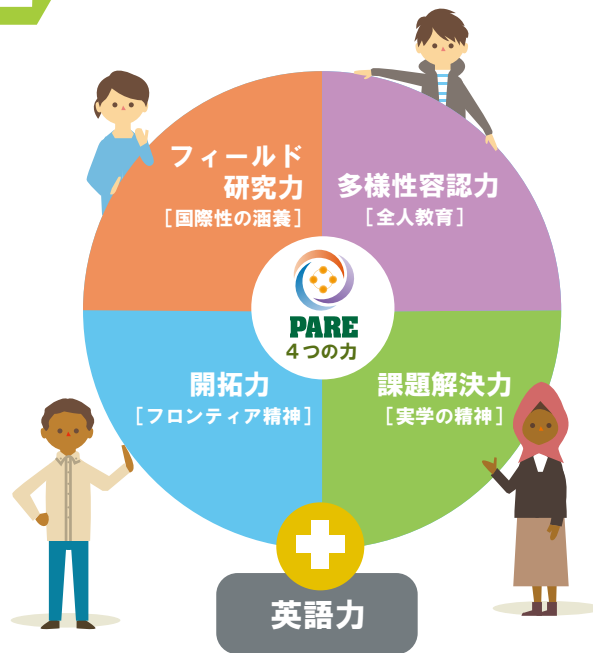 フィールド
研究力
[国際性の涵養]
多様性容認力
[全人教育]
PARE
4つの力
開拓力
[フロンティア精神]
課題解決力
[実学の精神]
英語力